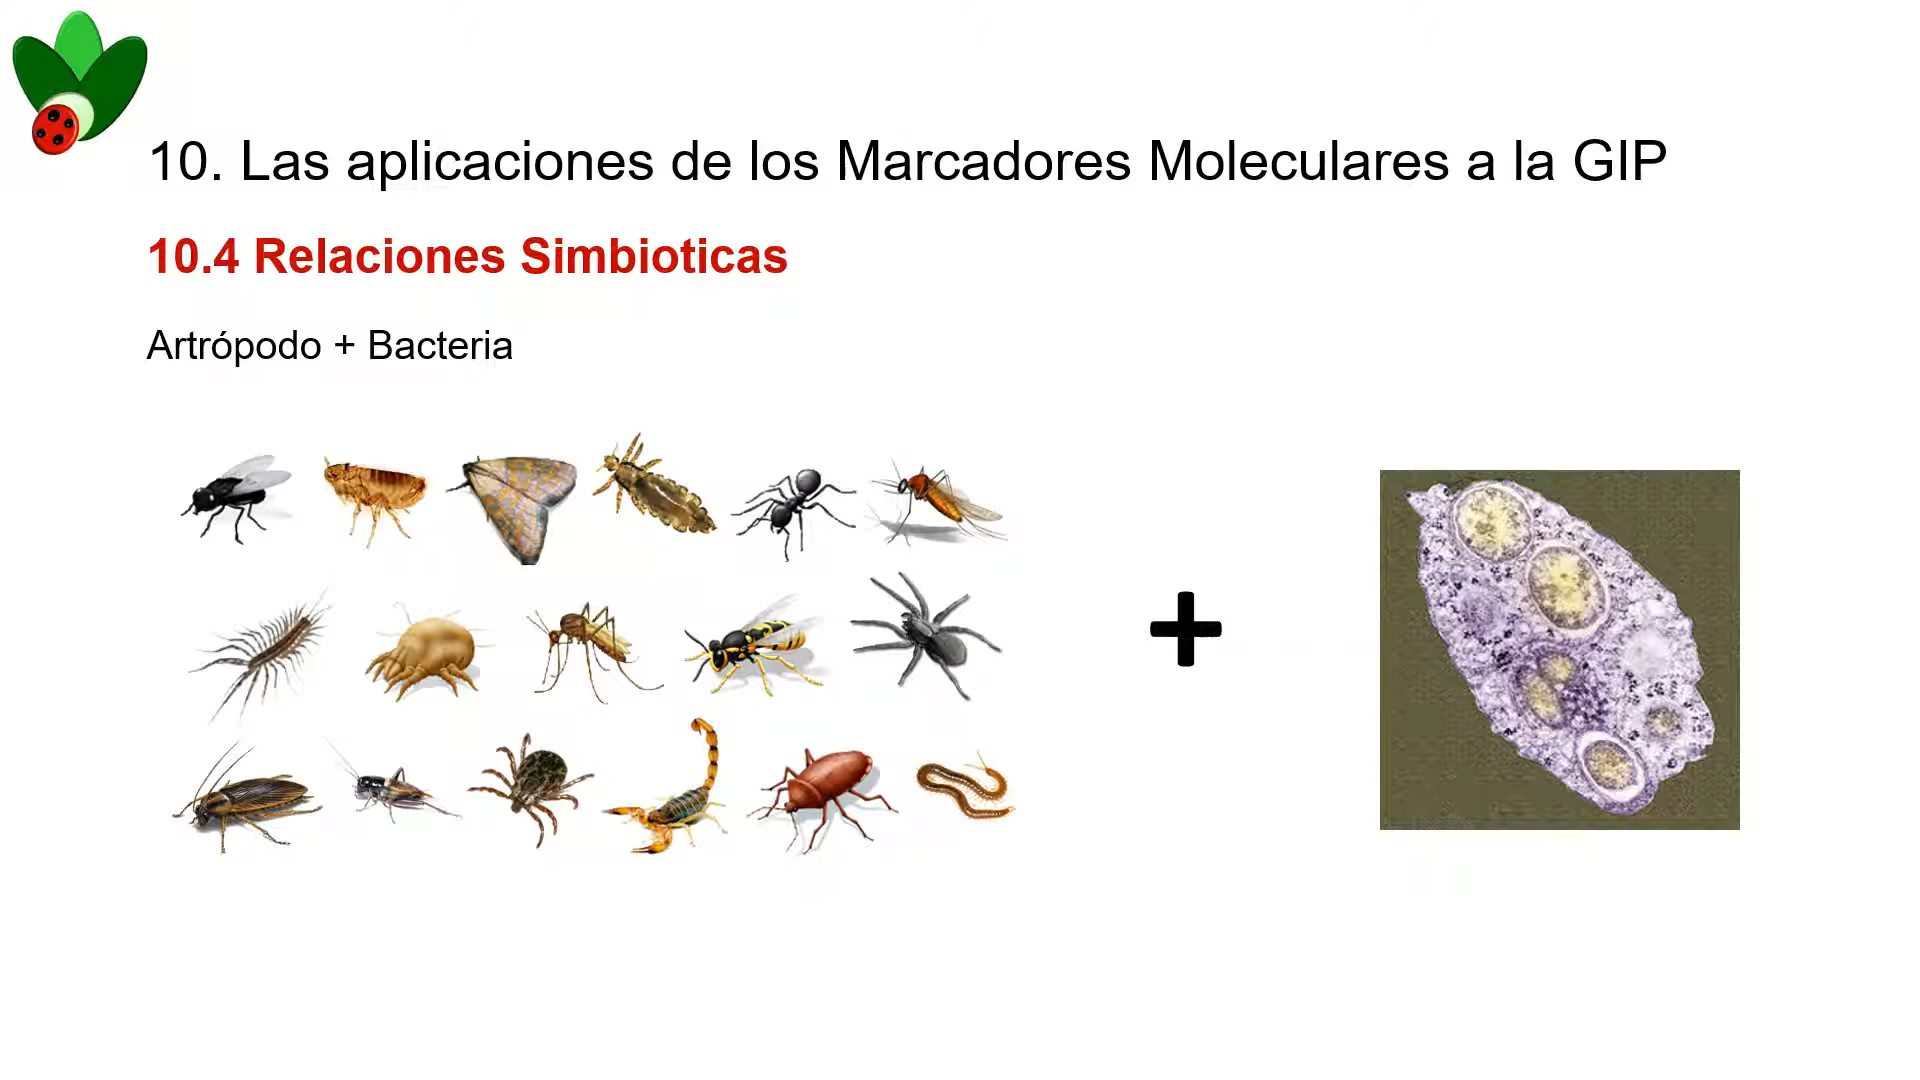 10. Las aplicaciones de los Marcadores Moleculares a la GIP
10.4 Relaciones Simbioticas
Artrópodo + Bacteria